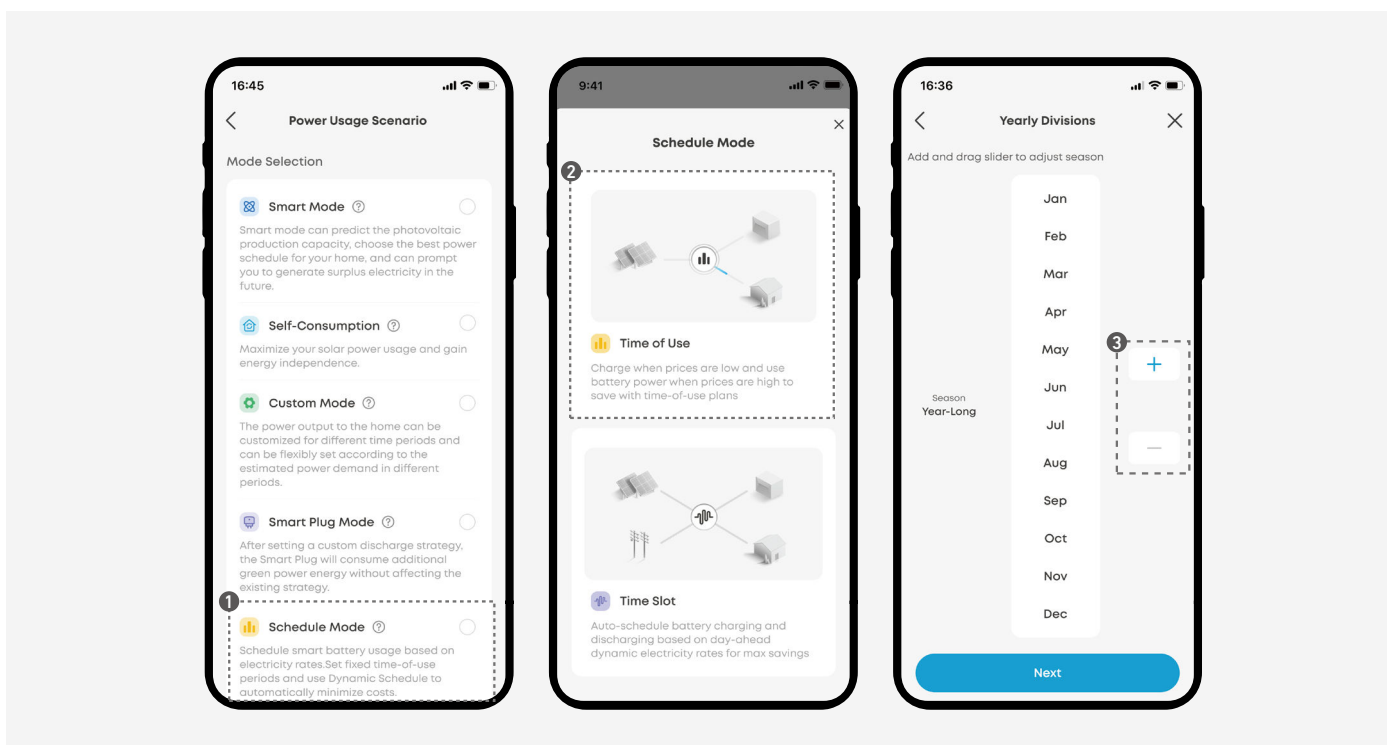 16:45
Power Usage Scenario
Mode Selection
Smart Mode ?
Smart mode can predict the photovoltaic
production capacity, choose the best power
schedule for your home, and can prompt
you to generate surplus electricity in the
future.
Self-Consumption ?
Maximize your solar power usage and gain
energy independence.
Custom Mode ?
The power output to the home can be
customized for different time periods and
can be flexibly set according to the
estimated power demand in different
periods.
Smart Plug Mode ?
After setting a custom discharge strategy,
the Smart Plug will consume additional
green power energy without affecting the
existing strategy.
1
Schedule Mode ?
Schedule smart battery usage based on
electricity rates.Set fixed time-of-use
periods and use Dynamic Schedule to
automatically minimize costs.
9:41
Schedule Mode
2
Time of Use
Charge when prices are low and use
battery power when prices are high to
save with time-of-use plans
Time Slot
Auto-schedule battery charging and
discharging based on day-ahead
dynamic electricity rates for max savings
16:36
Yearly Divisions
Add and drag slider to adjust season
Season
Year-Long
Jan
Feb
Mar
Apr
May
Jun
Jul
Aug
Sep
Oct
Nov
Dec
3
+
−
Next